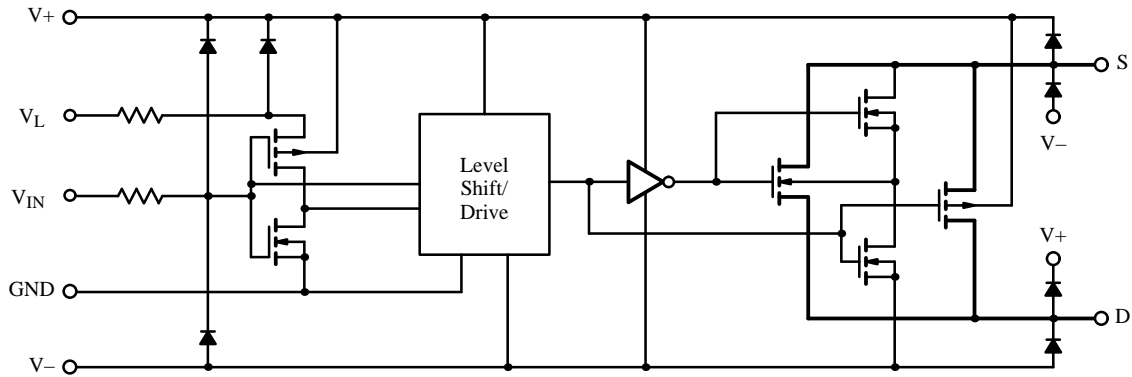 V+
S
VL
V–
Level
Shift/
Drive
VIN
V+
GND
D
V–